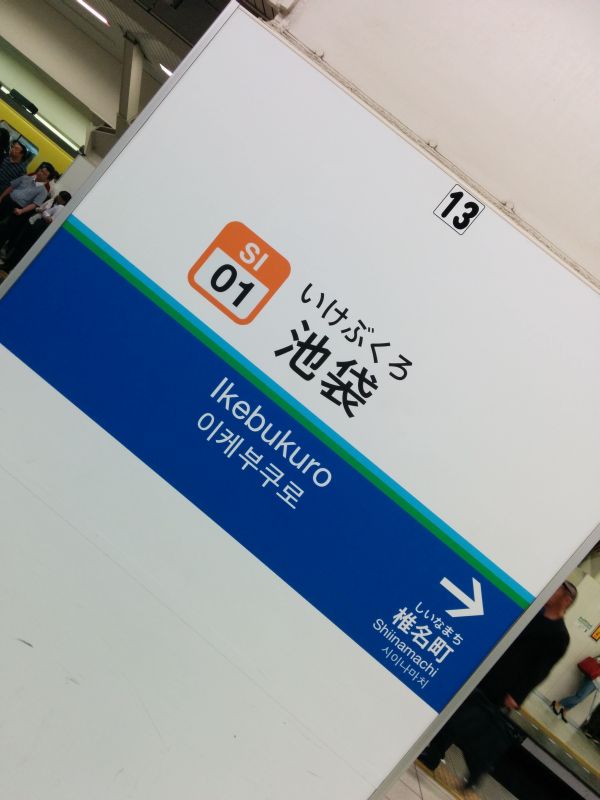 13
SI
01
いけぶくろ
池袋
Ikebukuro
이케부쿠로
しいなまち
椎名町
Shiinamachi
시이나마치